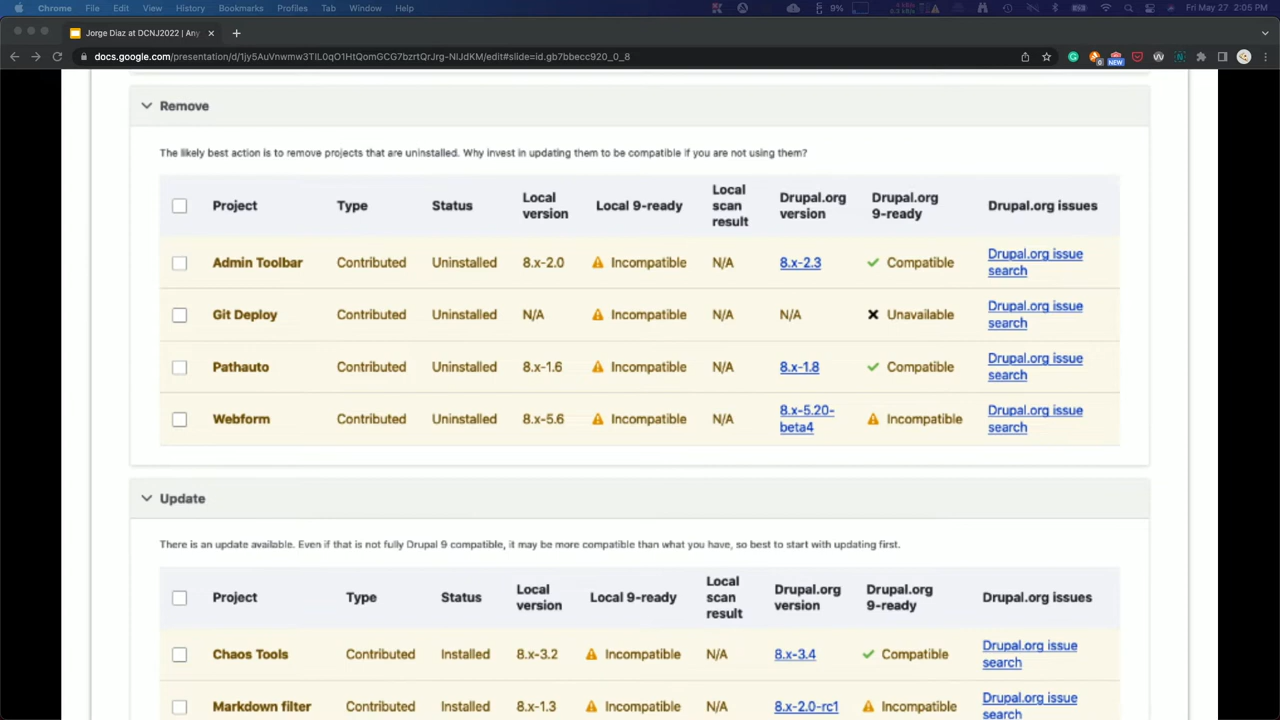 Chrome File Edit View History Bookmarks Profiles Tab Window Help 9% Fri May 27 2:05 PM
Jorge Diaz at DCNJ2022 | Any
docs.google.com/presentation/d/1jy5AuVnwmw3TIL0qO1HtQomGCG7bzrtQrJrg-NIJdKM/edit#slide=id.gb7bbecc920_0_8
NEW
Remove
The likely best action is to remove projects that are uninstalled. Why invest in updating them to be compatible if you are not using them?
Project Type Status Local version Local 9-ready Local scan result Drupal.org version Drupal.org 9-ready Drupal.org issues
Admin Toolbar Contributed Uninstalled 8.x-2.0 Incompatible N/A 8.x-2.3 Compatible Drupal.org issue search
Git Deploy Contributed Uninstalled N/A Incompatible N/A N/A Unavailable Drupal.org issue search
Pathauto Contributed Uninstalled 8.x-1.6 Incompatible N/A 8.x-1.8 Compatible Drupal.org issue search
Webform Contributed Uninstalled 8.x-5.6 Incompatible N/A 8.x-5.20-beta4 Incompatible Drupal.org issue search
Update
There is an update available. Even if that is not fully Drupal 9 compatible, it may be more compatible than what you have, so best to start with updating first.
Project Type Status Local version Local 9-ready Local scan result Drupal.org version Drupal.org 9-ready Drupal.org issues
Chaos Tools Contributed Installed 8.x-3.2 Incompatible N/A 8.x-3.4 Compatible Drupal.org issue search
Markdown filter Contributed Installed 8.x-1.3 Incompatible N/A 8.x-2.0-rc1 Incompatible Drupal.org issue search